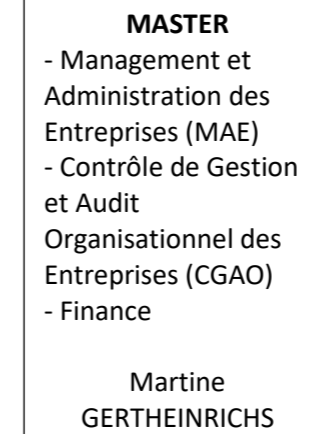 MASTER
- Management et
Administration des
Entreprises (MAE)
- Contrôle de Gestion
et Audit
Organisationnel des
Entreprises (CGAO)
- Finance
Martine
GERTHEINRICHS